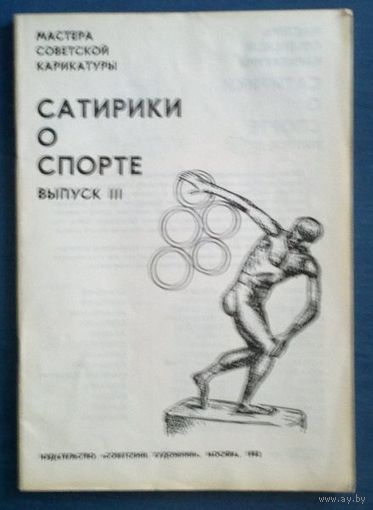 МАСТЕРА
СОВЕТСКОЙ
КАРИКАТУРЫ
САТИРИКИ
О
СПОРТЕ
ВЫПУСК III
ИЗДАТЕЛЬСТВО «СОВЕТСКИЙ ХУДОЖНИК» МОСКВА,
www.ay.by